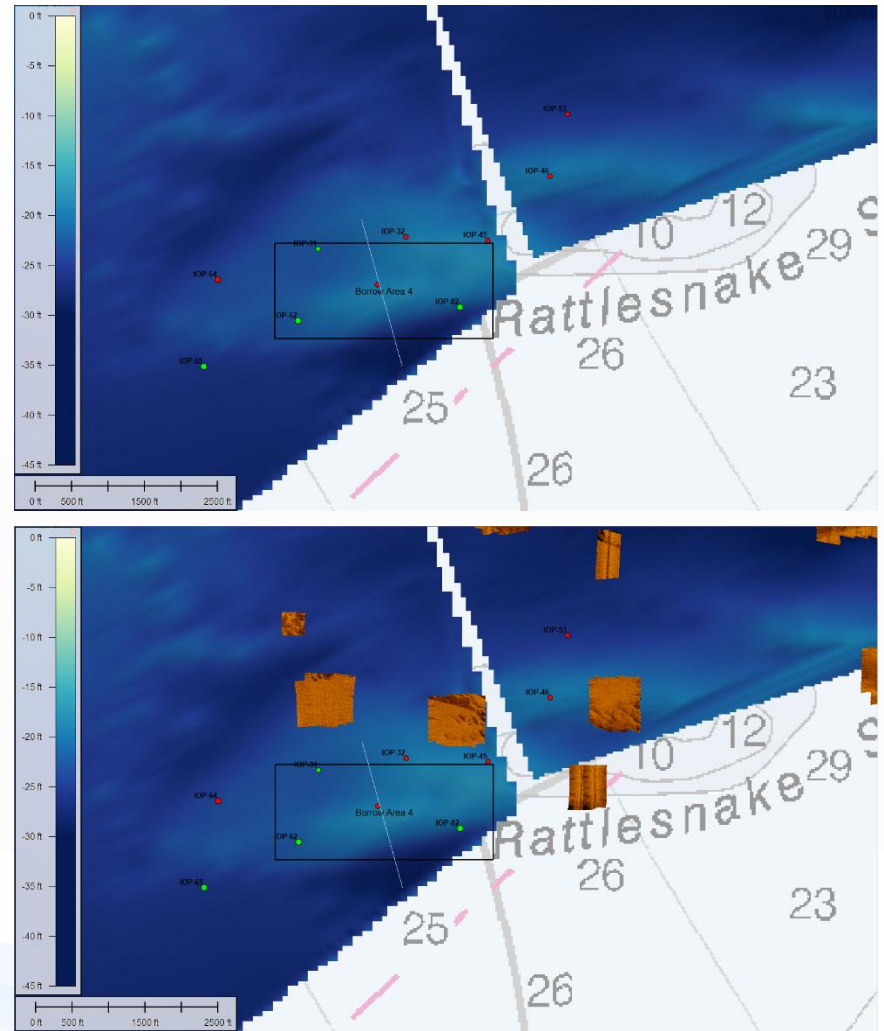 0 ft
-5 ft
-10 ft
-15 ft
-20 ft
-25 ft
-30 ft
-35 ft
-40 ft
-45 ft
0 ft 500 ft 1500 ft 2500 ft
IOP-53
IOP-46
IOP-32
IOP-45
IOP-31
IOP-64
Borrow Area 4
IOP-62
IOP-82
IOP-65
10
12
29
Rattlesnake
26
23
25
26
0 ft
-5 ft
-10 ft
-15 ft
-20 ft
-25 ft
-30 ft
-35 ft
-40 ft
-45 ft
0 ft 500 ft 1500 ft 2500 ft
IOP-53
IOP-46
IOP-32
IOP-45
IOP-31
IOP-64
Borrow Area 4
IOP-62
IOP-82
IOP-65
10
12
29
Rattlesnake
26
23
25
26